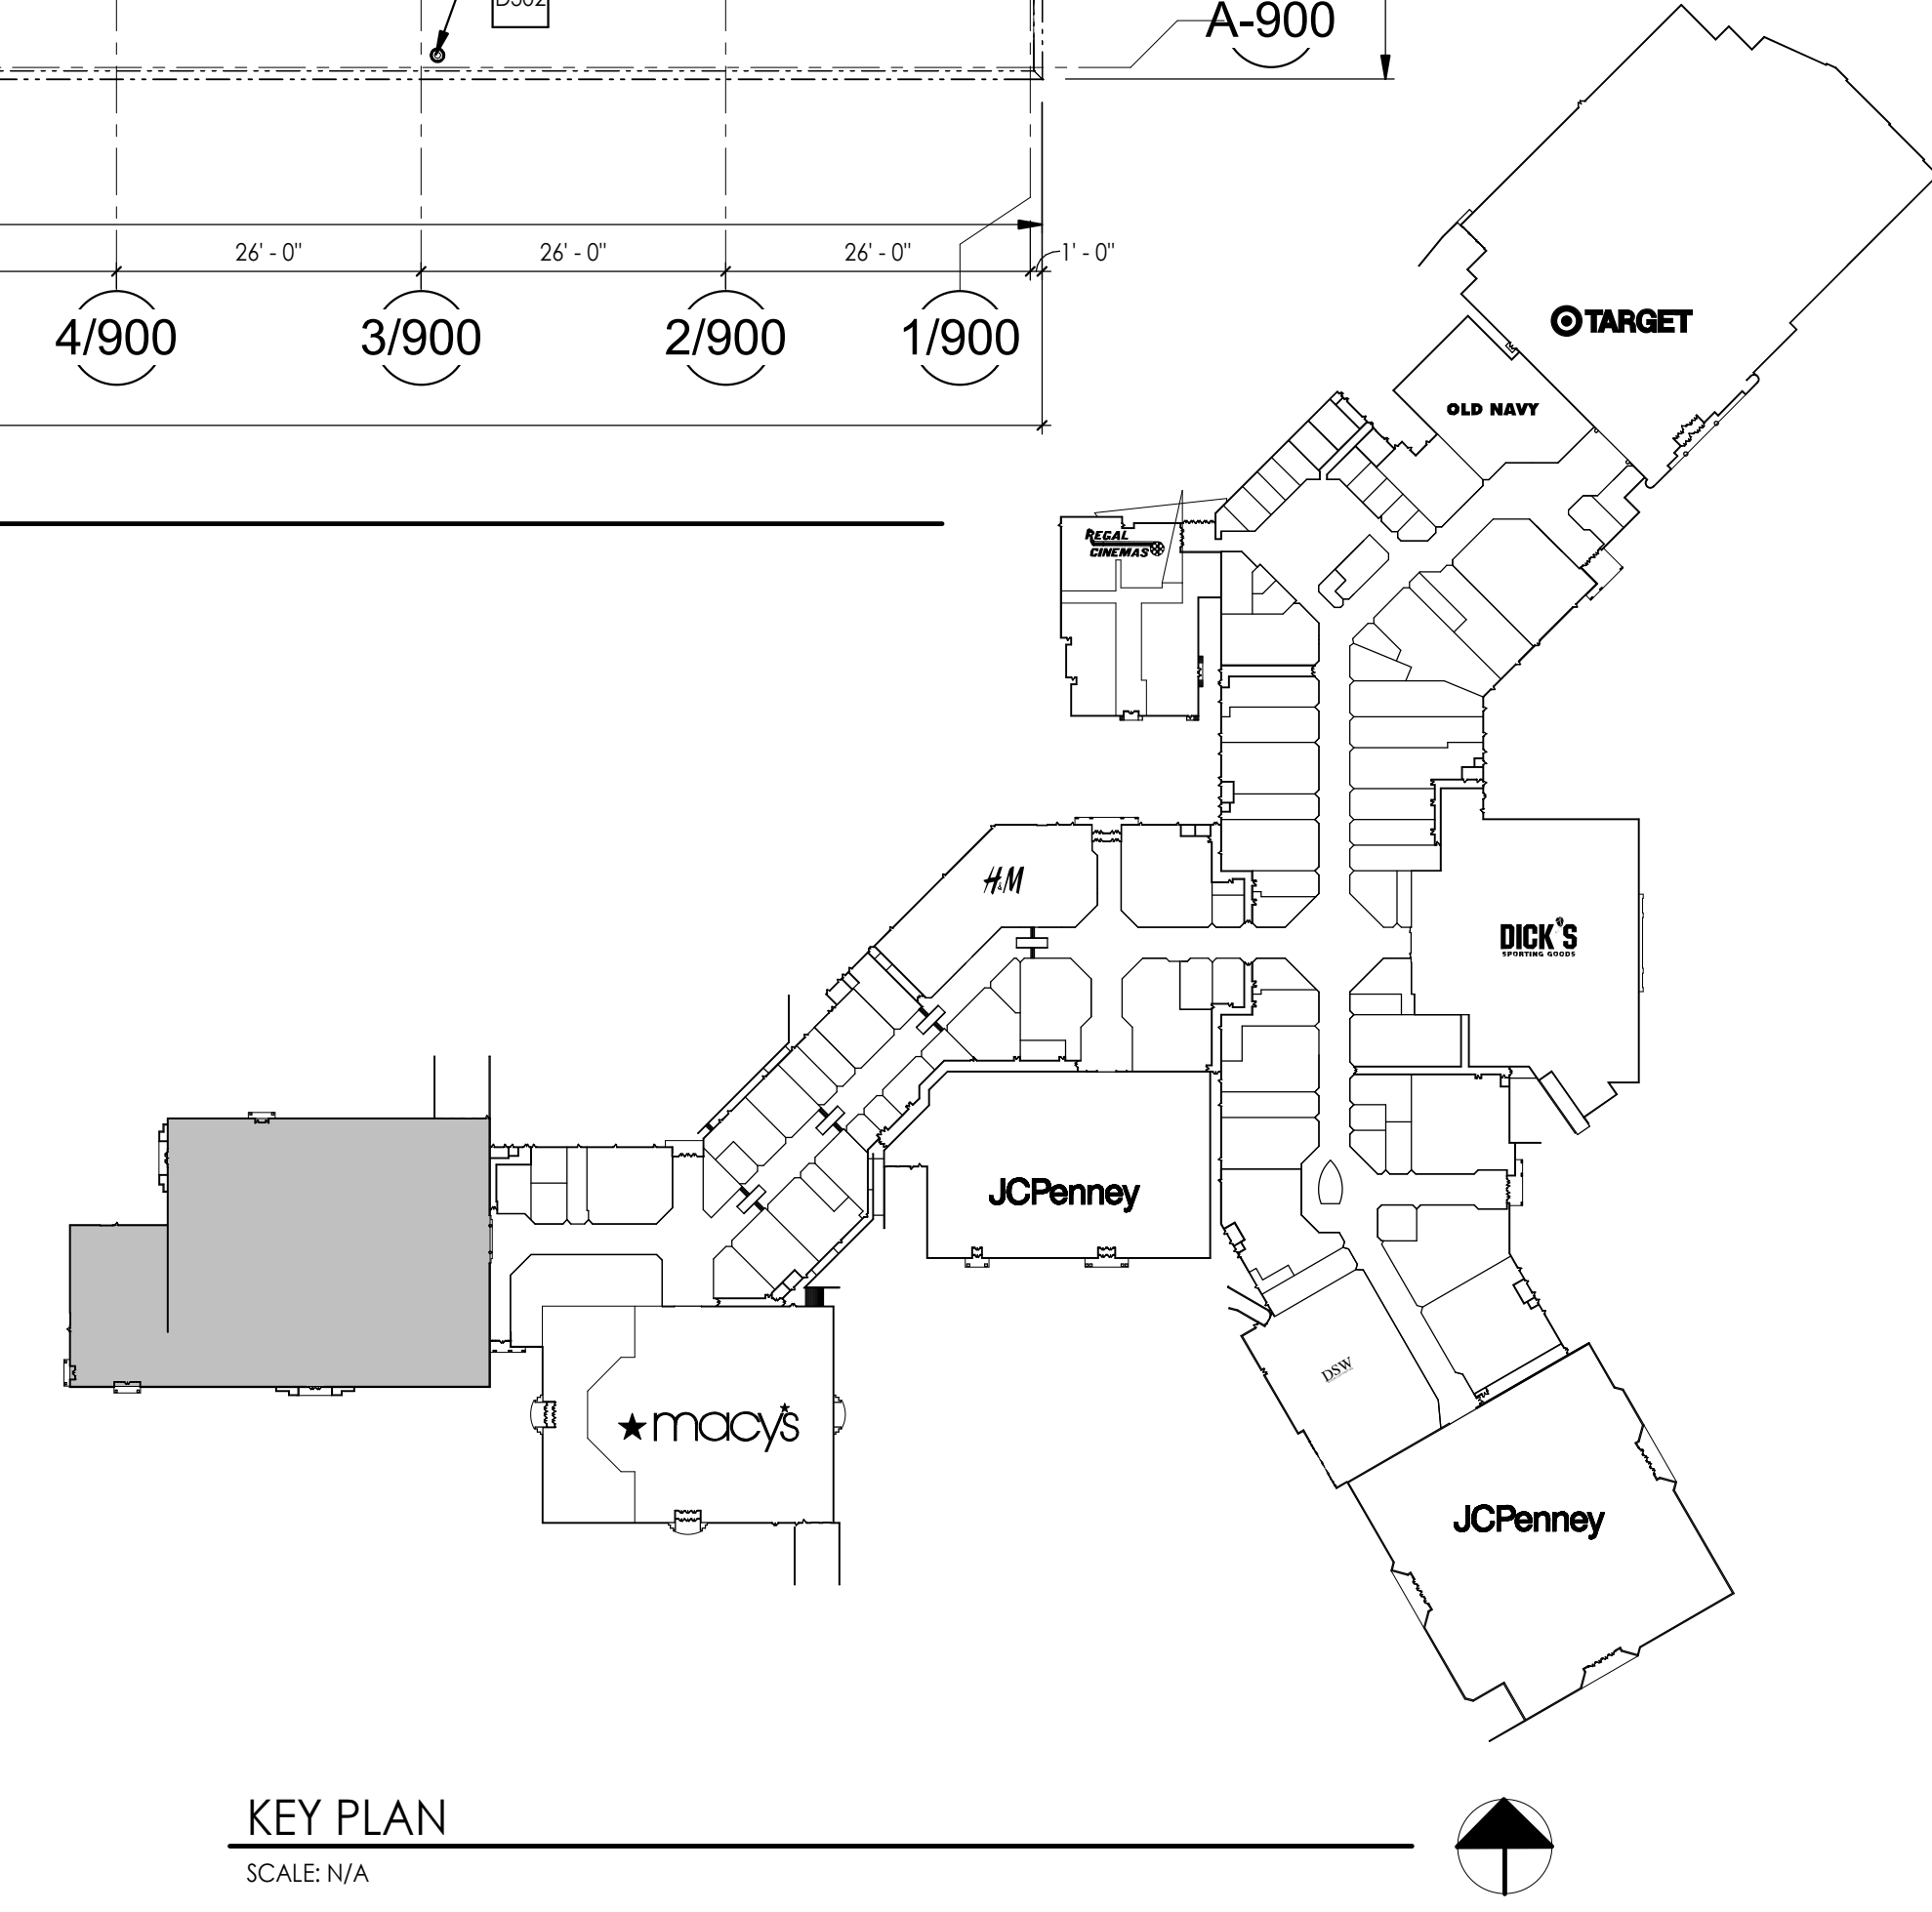 D302
A-900
26' - 0" 26' - 0" 26' - 0" 1' - 0"
4/900 3/900 2/900 1/900
TARGET
OLD NAVY
REGAL
CINEMAS
H&M
DICK'S
SPORTING GOODS
JCPenney
DSW
macy's
JCPenney
KEY PLAN
SCALE: N/A